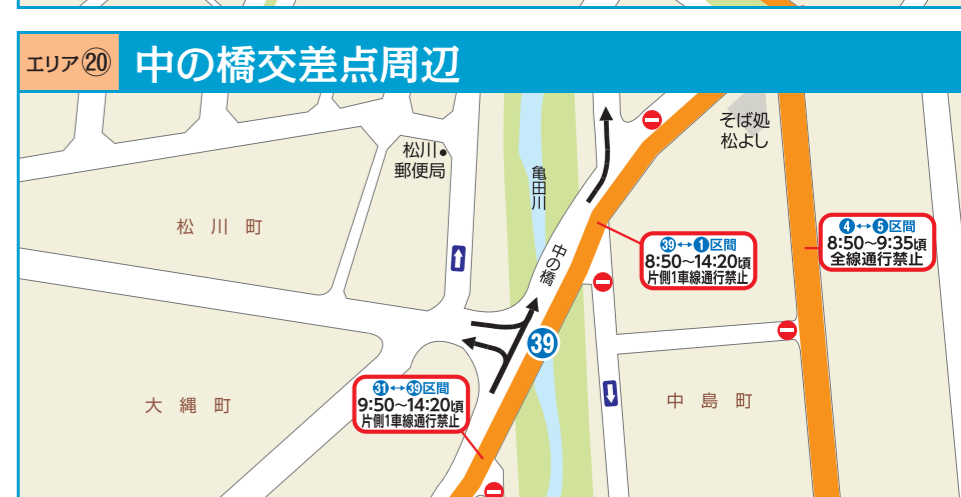 エリア⑳ 中の橋交差点周辺
そば処
松よし
松川
郵便局
亀田川
松川町
❹↔❺区間
8:50～9:35頃
全線通行禁止
㊴↔❶区間
8:50～14:20頃
片側1車線通行禁止
中の橋
39
㉛↔㊴区間
9:50～14:20頃
片側1車線通行禁止
大縄町
中島町